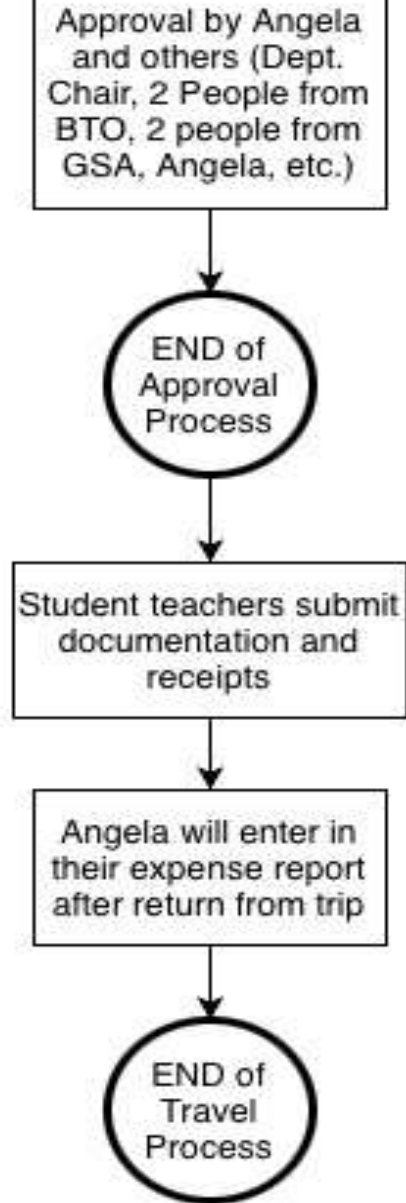 Approval by Angela
and others (Dept.
Chair, 2 People from
BTO, 2 people from
GSA, Angela, etc.)
END of
Approval
Process
Student teachers submit
documentation and
receipts
Angela will enter in
their expense report
after return from trip
END of
Travel
Process